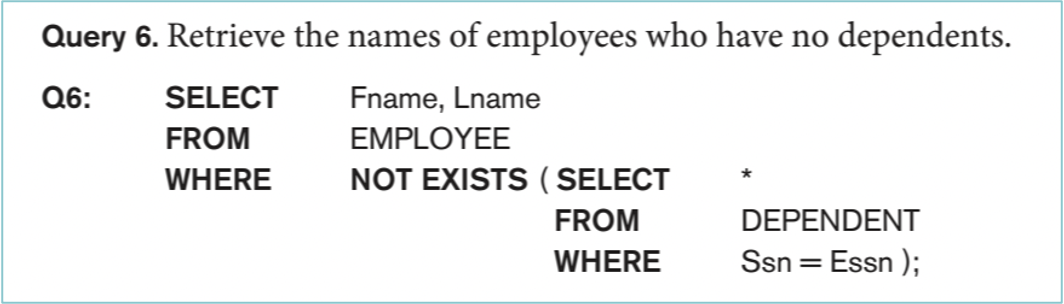 Query 6. Retrieve the names of employees who have no dependents.
Q6: SELECT Fname, Lname
FROM EMPLOYEE
WHERE NOT EXISTS ( SELECT *
FROM DEPENDENT
WHERE Ssn = Essn );